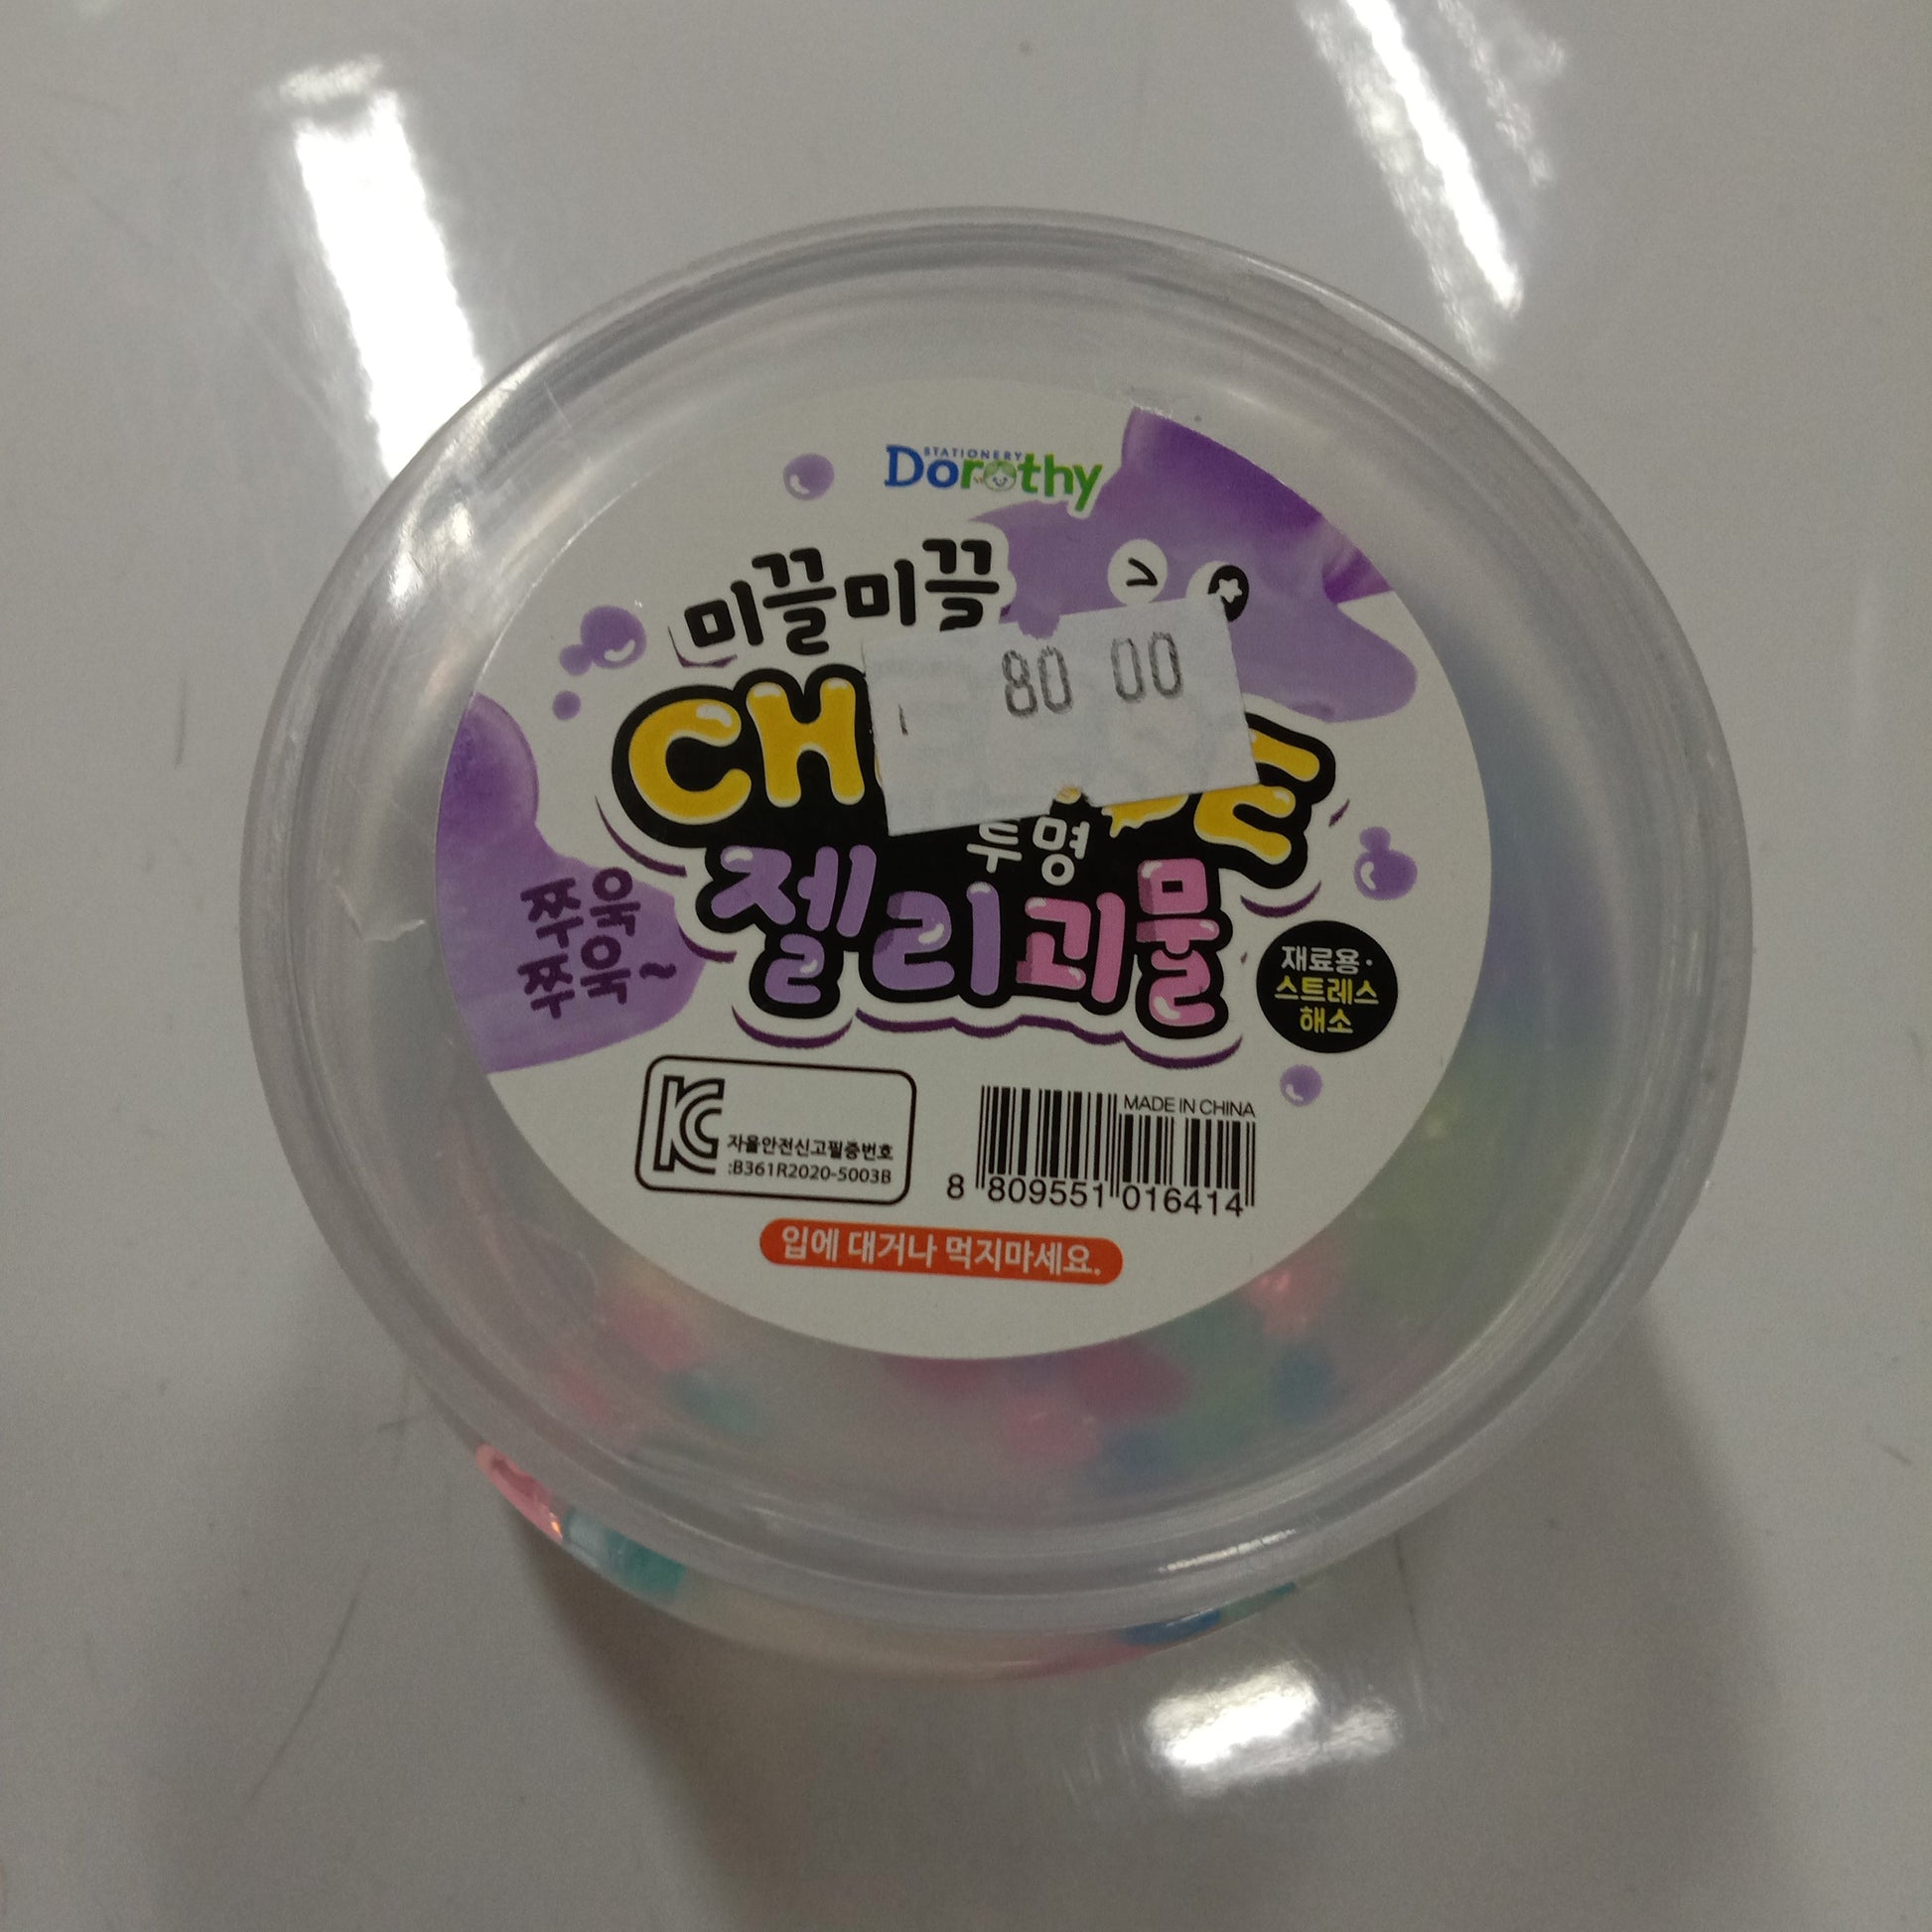 STATIONERY
Dorothy
미끌미끌
80 00
투명
젤리괴물
쭈욱
쭈욱~
재료용·
스트레스
해소
KC
자율안전신고필증번호
:B361R2020-5003B
MADE IN CHINA
8 809551 016414
입에 대거나 먹지마세요.